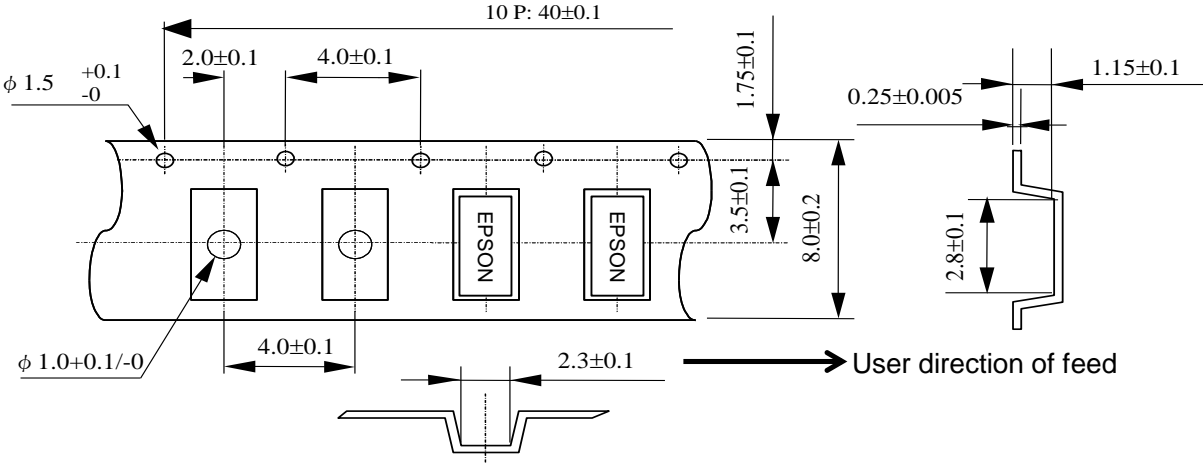 10 P: 40±0.1
2.0±0.1
4.0±0.1
1.75±0.1
1.15±0.1
φ 1.5 +0.1
-0
0.25±0.005
3.5±0.1
8.0±0.2
2.8±0.1
EPSON
EPSON
φ 1.0+0.1/-0
4.0±0.1
2.3±0.1
User direction of feed